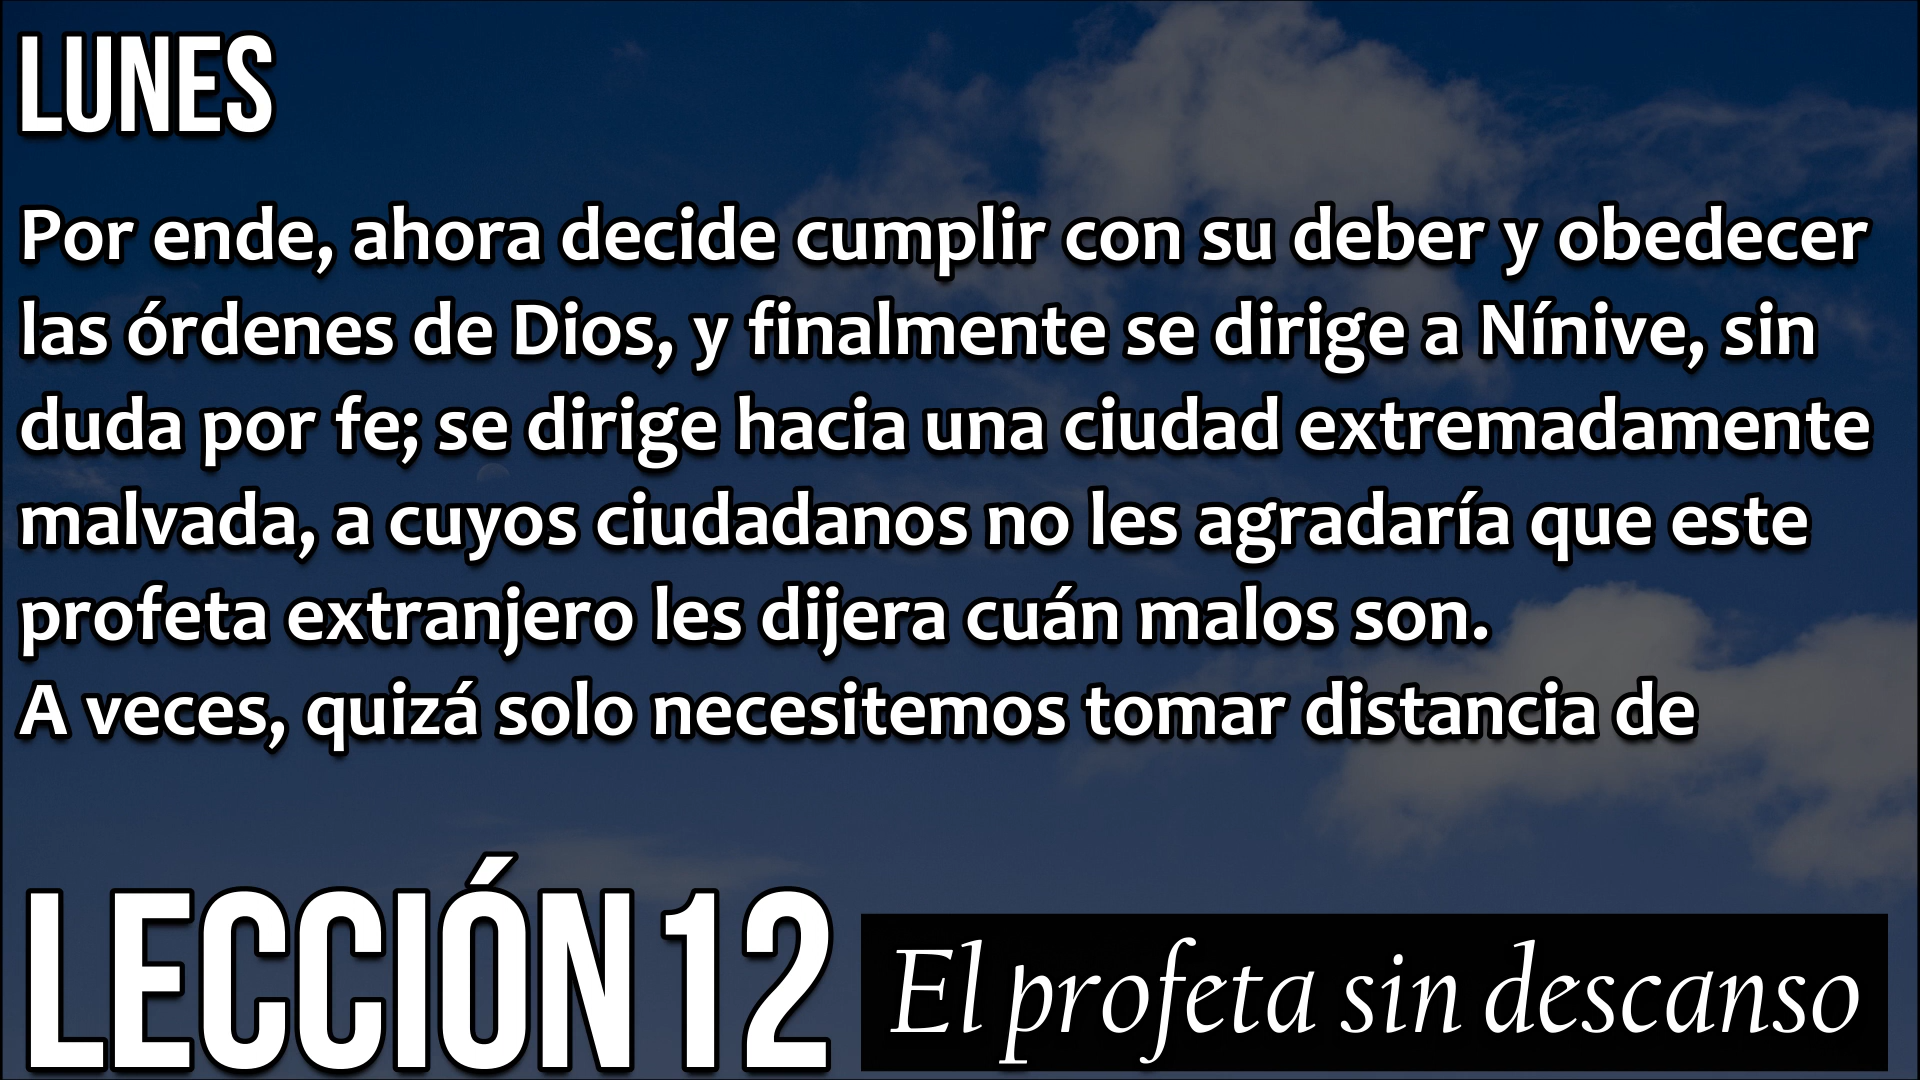 LUNES
Por ende, ahora decide cumplir con su deber y obedecer
las órdenes de Dios, y finalmente se dirige a Nínive, sin
duda por fe; se dirige hacia una ciudad extremadamente
malvada, a cuyos ciudadanos no les agradaría que este
profeta extranjero les dijera cuán malos son.
A veces, quizá solo necesitemos tomar distancia de
LECCIÓN 12
El profeta sin descanso